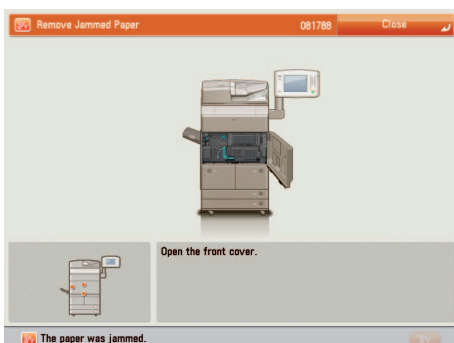 Remove Jammed Paper 081788 Close
Open the front cover.
The paper was jammed.